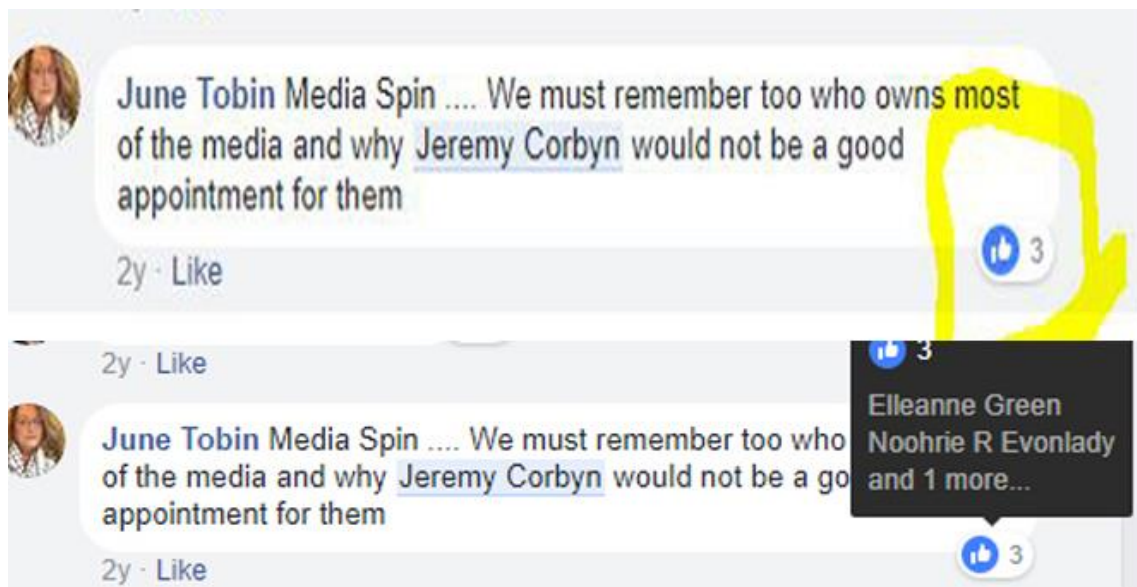 June Tobin Media Spin .... We must remember too who owns most
of the media and why Jeremy Corbyn would not be a good
appointment for them
3
2y · Like
2y · Like
3
Elleanne Green
Noohrie R Evonlady
and 1 more...
June Tobin Media Spin .... We must remember too who
of the media and why Jeremy Corbyn would not be a go
appointment for them
3
2y · Like